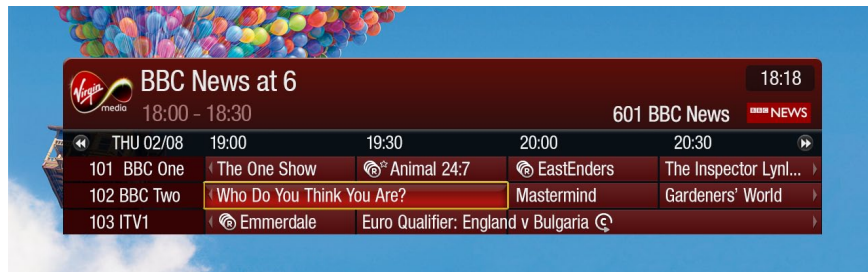 Virgin media
BBC News at 6
18:18
18:00 - 18:30
601 BBC News
BBC NEWS
THU 02/08 19:00 19:30 20:00 20:30
101 BBC One The One Show R Animal 24:7 R EastEnders The Inspector Lynl...
102 BBC Two Who Do You Think You Are? Mastermind Gardeners' World
103 ITV1 R Emmerdale Euro Qualifier: England v Bulgaria C